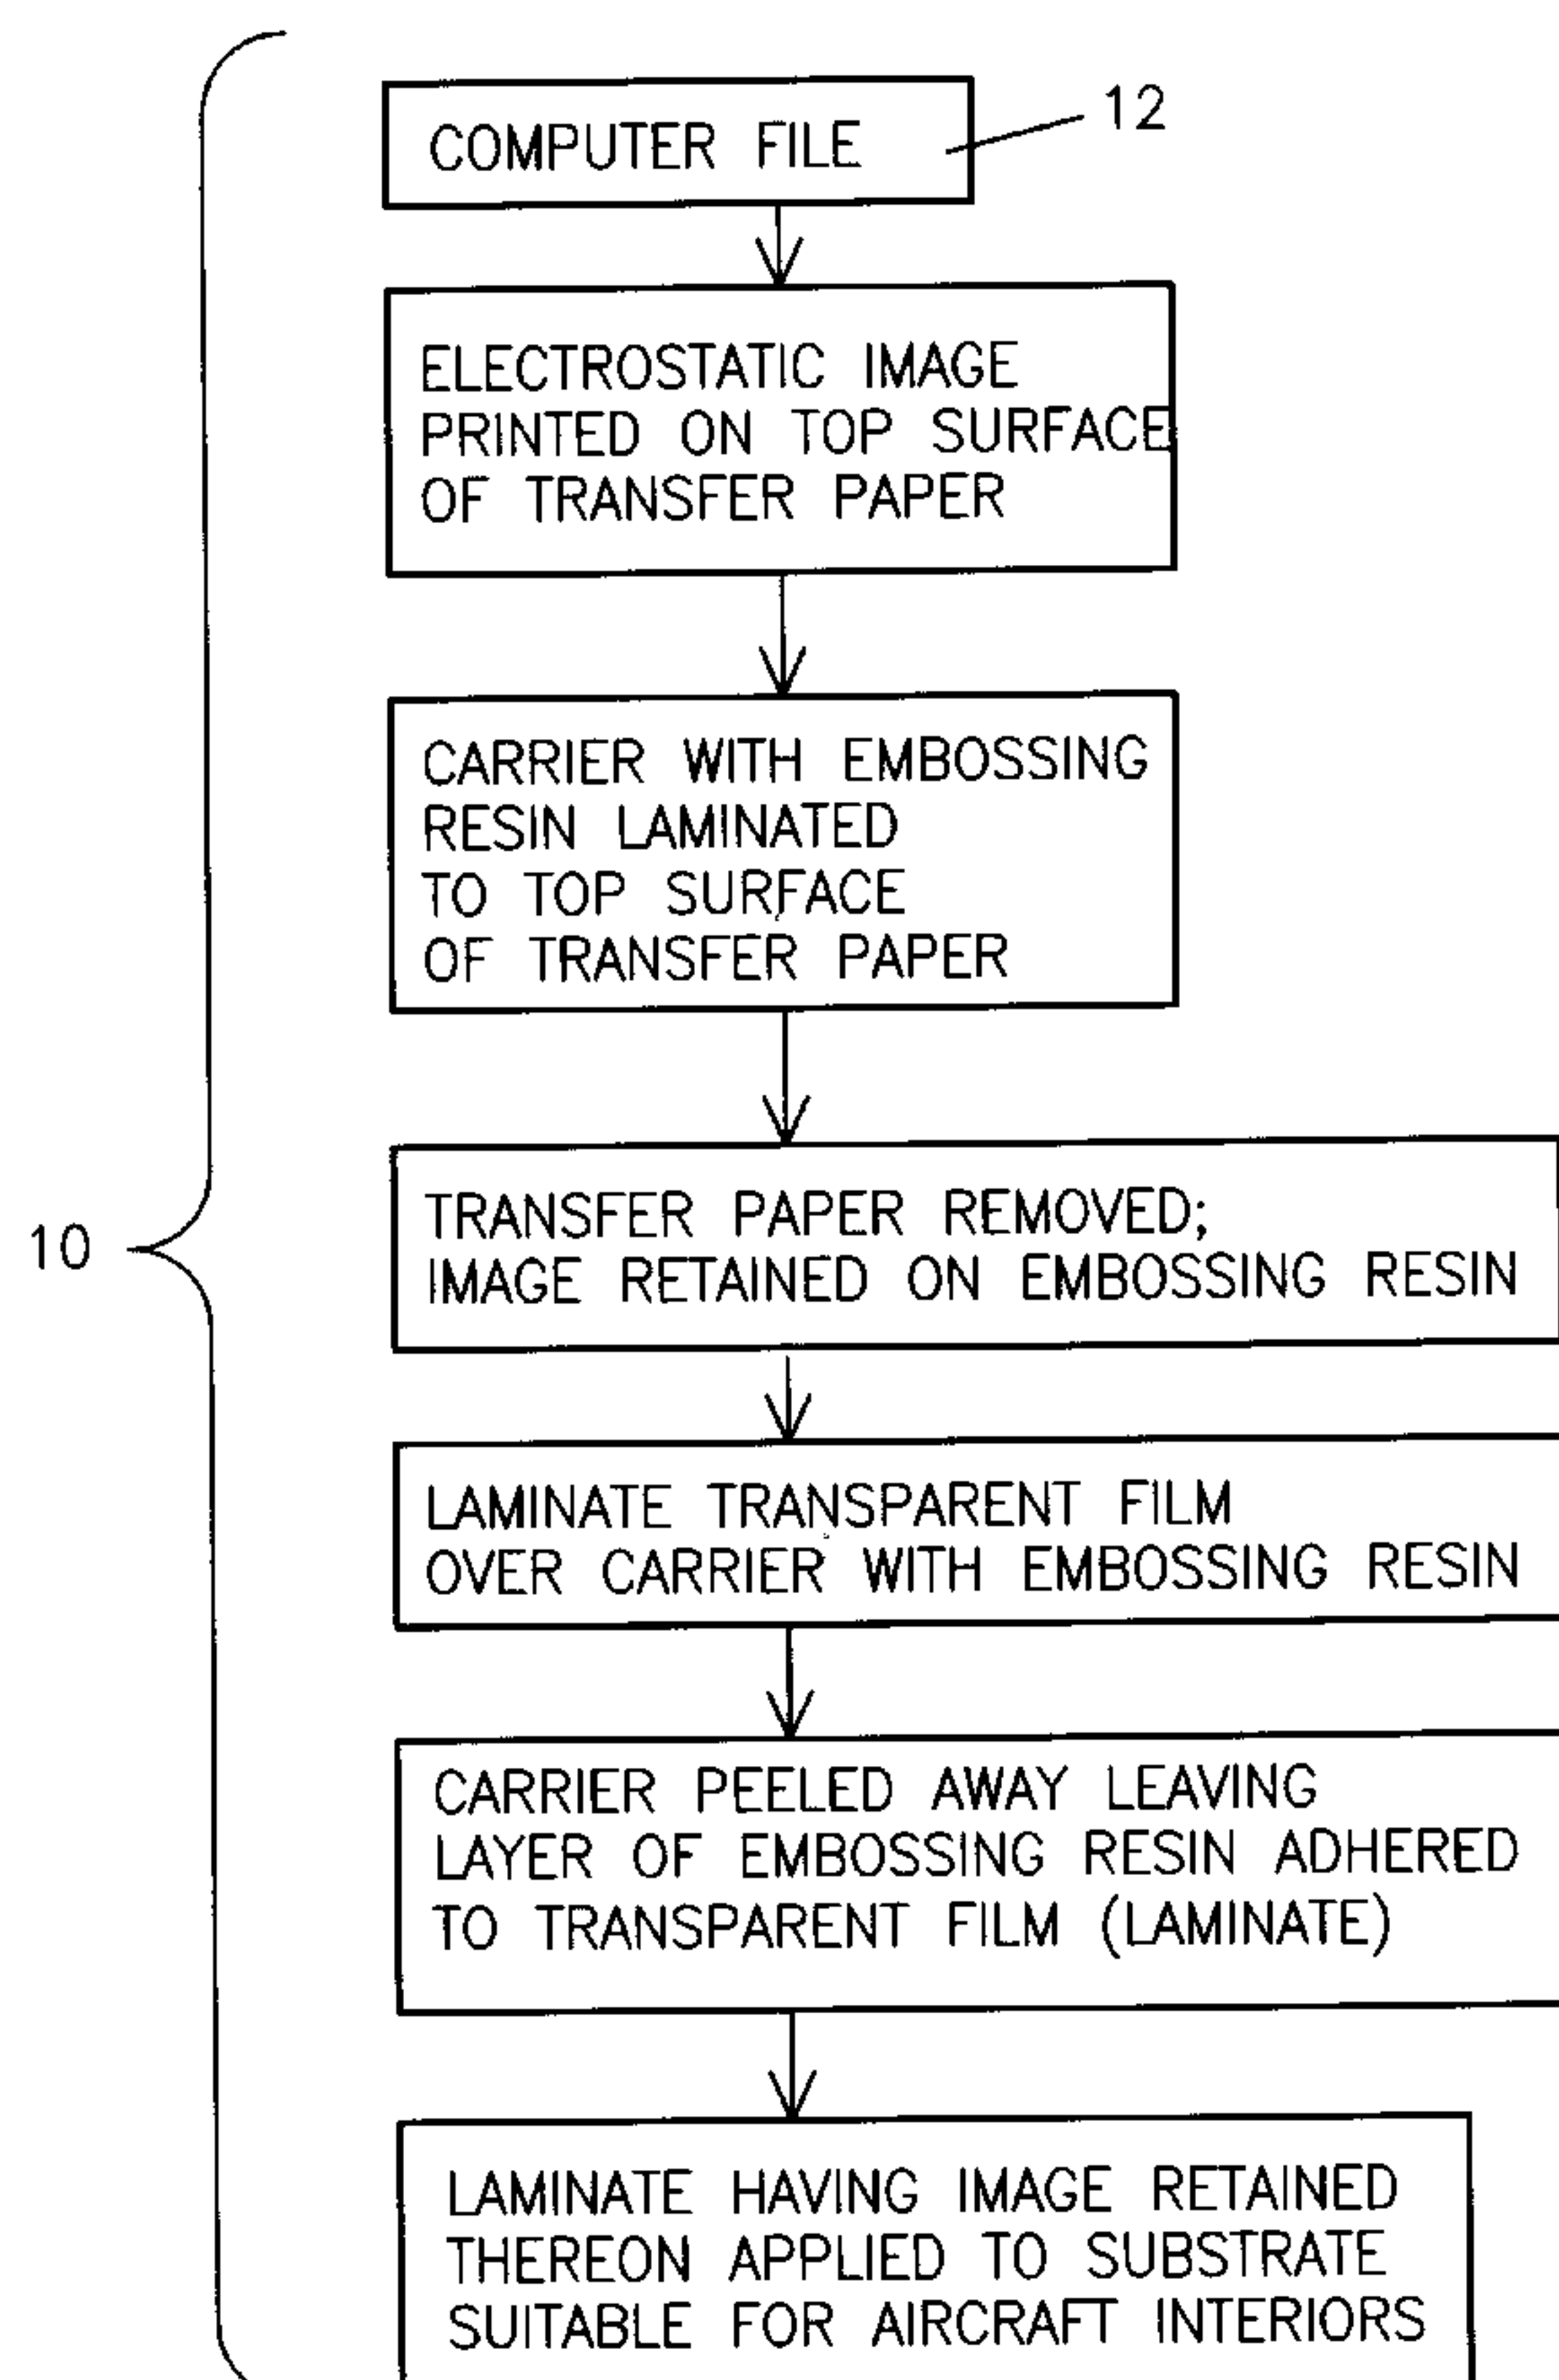 COMPUTER FILE
12
ELECTROSTATIC IMAGE
PRINTED ON TOP SURFACE
OF TRANSFER PAPER
CARRIER WITH EMBOSSING
RESIN LAMINATED
TO TOP SURFACE
OF TRANSFER PAPER
10
TRANSFER PAPER REMOVED;
IMAGE RETAINED ON EMBOSSING RESIN
LAMINATE TRANSPARENT FILM
OVER CARRIER WITH EMBOSSING RESIN
CARRIER PEELED AWAY LEAVING
LAYER OF EMBOSSING RESIN ADHERED
TO TRANSPARENT FILM (LAMINATE)
LAMINATE HAVING IMAGE RETAINED
THEREON APPLIED TO SUBSTRATE
SUITABLE FOR AIRCRAFT INTERIORS